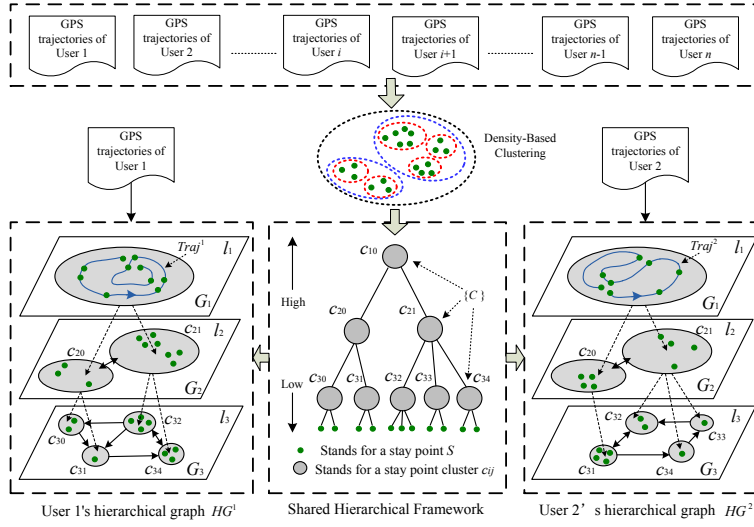 GPS trajectories of User 1
GPS trajectories of User 2
GPS trajectories of User i
GPS trajectories of User i+1
GPS trajectories of User n-1
GPS trajectories of User n
Density-Based Clustering
GPS trajectories of User 1
GPS trajectories of User 2
Traj¹
l₁
G₁
c₂₀
c₂₁
l₂
G₂
c₃₀
c₃₁
c₃₂
c₃₄
l₃
G₃
High
Low
c₁₀
{C}
c₂₀
c₂₁
c₃₀
c₃₁
c₃₂
c₃₃
c₃₄
Stands for a stay point S
Stands for a stay point cluster cij
Traj²
l₁
G₁
c₂₀
c₂₁
l₂
G₂
c₃₁
c₃₂
c₃₃
c₃₄
l₃
G₃
User 1's hierarchical graph HG¹
Shared Hierarchical Framework
User 2’s hierarchical graph HG²